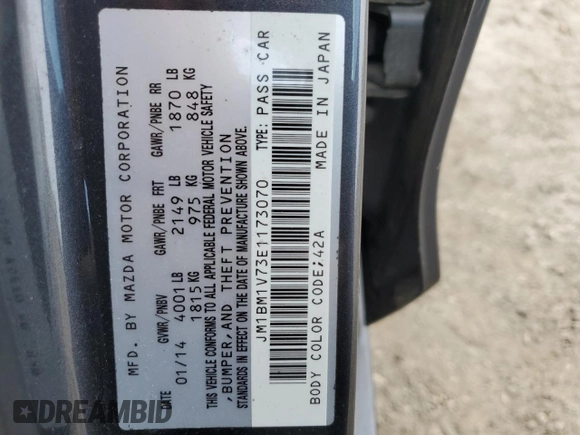 MFD. BY MAZDA MOTOR CORPORATION
DATE GVWR/PNBV GAWR/PNBE FRT GAWR/PNBE RR
01/14 4001 LB 2149 LB 1870 LB
1815 KG 975 KG 848 KG
THIS VEHICLE CONFORMS TO ALL APPLICABLE FEDERAL MOTOR VEHICLE SAFETY
,BUMPER,AND THEFT PREVENTION
STANDARDS IN EFFECT ON THE DATE OF MANUFACTURE SHOWN ABOVE.
JM1BM1V73E1173070 TYPE: PASS CAR
BODY COLOR CODE:42A MADE IN JAPAN
DREAMBID